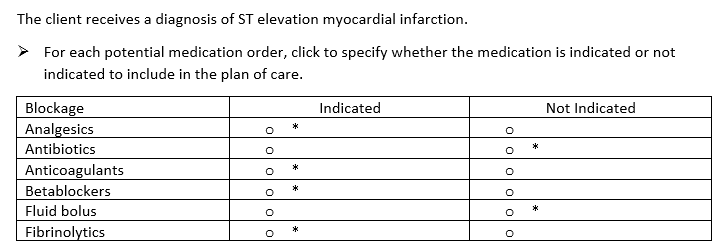 The client receives a diagnosis of ST elevation myocardial infarction.
➢ For each potential medication order, click to specify whether the medication is indicated or not
indicated to include in the plan of care.
Blockage Indicated Not Indicated
Analgesics o * o
Antibiotics o o *
Anticoagulants o * o
Betablockers o * o
Fluid bolus o o *
Fibrinolytics o * o